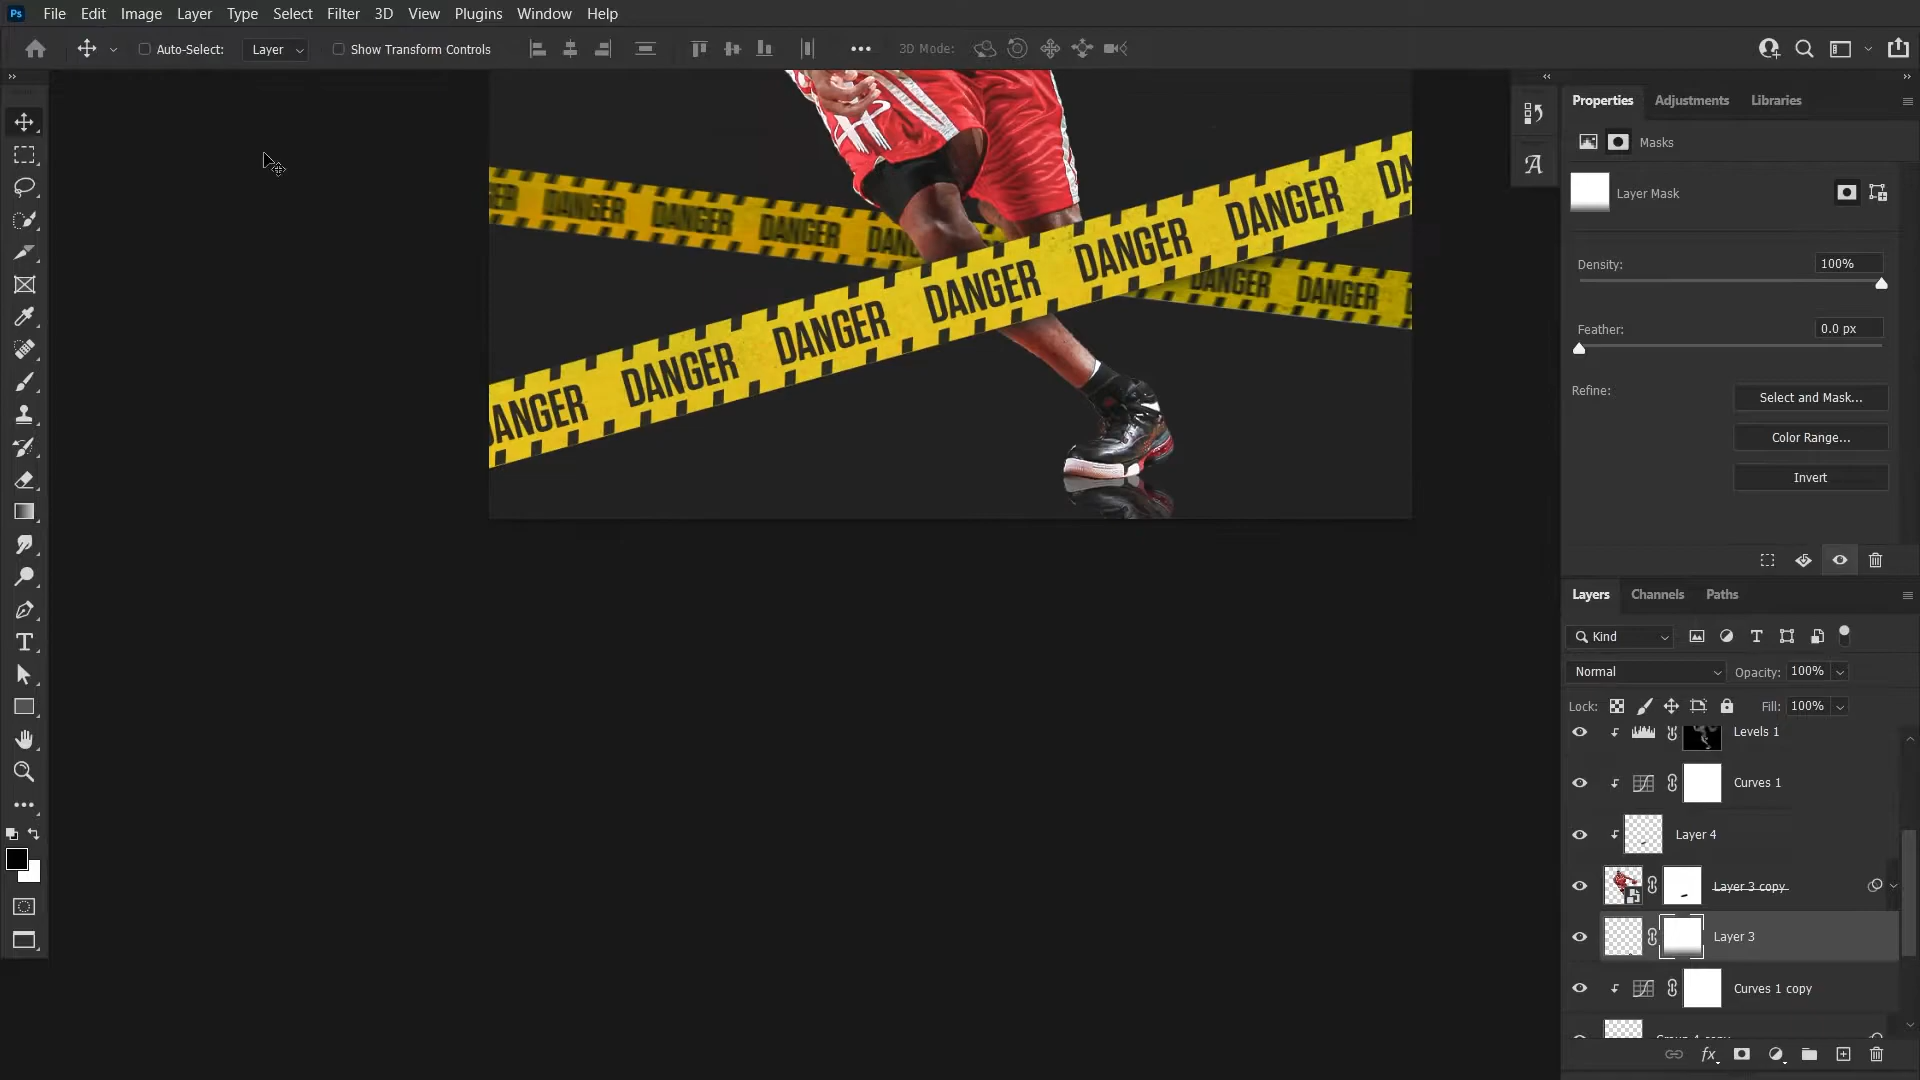 Ps File Edit Image Layer Type Select Filter 3D View Plugins Window Help
Auto-Select: Layer Show Transform Controls 3D Mode:
Properties Adjustments Libraries
Masks
Layer Mask
Density: 100%
Feather: 0.0 px
Refine: Select and Mask...
Color Range...
Invert
DANGER DANGER DANGER
DANGER DANGER
ANGER DANGER DANGER DANGER DANGER DANGER DA
Layers Channels Paths
Kind
Normal Opacity: 100%
Lock: Fill: 100%
Levels 1
Curves 1
Layer 4
Layer 3 copy
Layer 3
Curves 1 copy